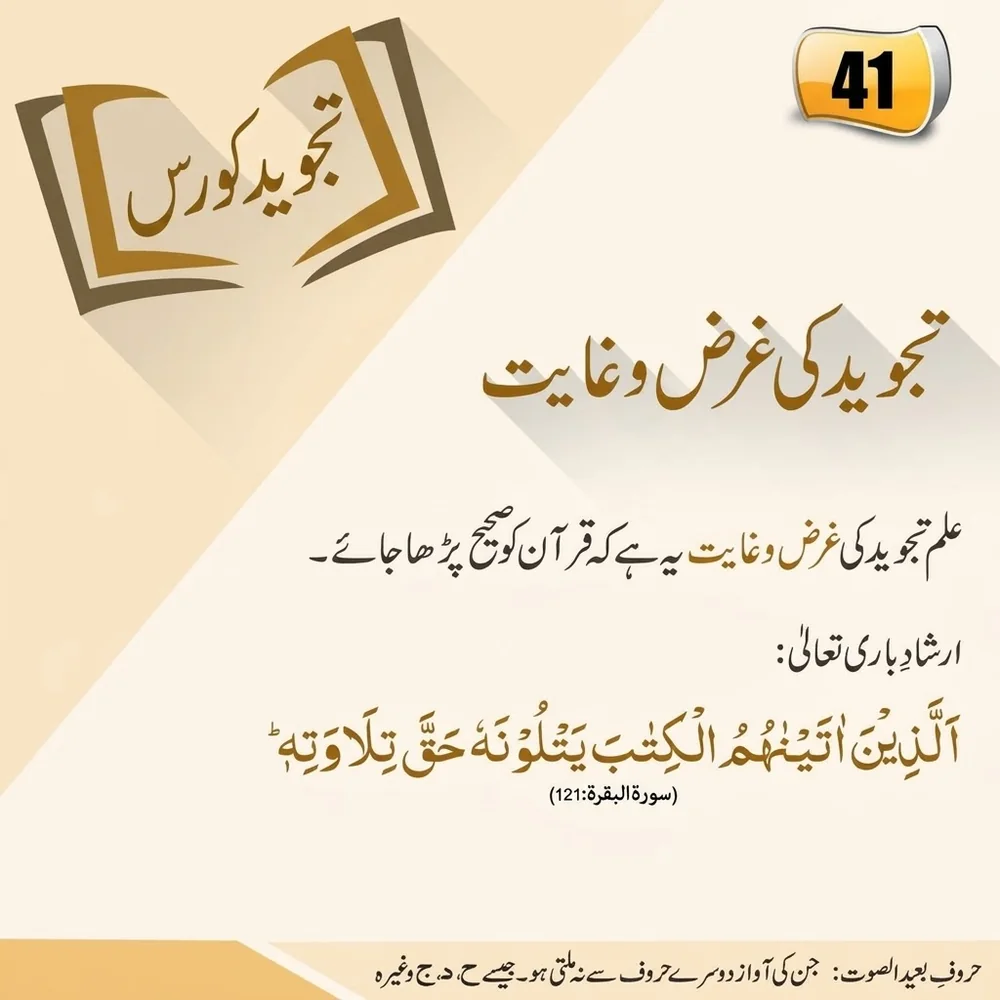 41
تجوید کورس
تجوید کی غرض و غایت
علم تجوید کی غرض و غایت یہ ہے کہ قرآن کو صحیح پڑھا جائے۔
ارشادِ باری تعالیٰ:
اَلَّذِیْنَ اٰتَیْنٰهُمُ الْکِتٰبَ یَتْلُوْنَهٗ حَقَّ تِلَاوَتِهٖ ؕ
(سورة البقرة:121)
حروفِ بعید الصوت: جن کی آواز دوسرے حروف سے نہ ملتی ہو۔ جیسے ح، د، ج وغیرہ